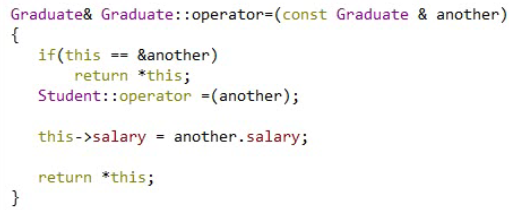 Graduate& Graduate::operator=(const Graduate & another)
{
    if(this == &another)
        return *this;
    Student::operator =(another);
    this->salary = another.salary;
    return *this;
}